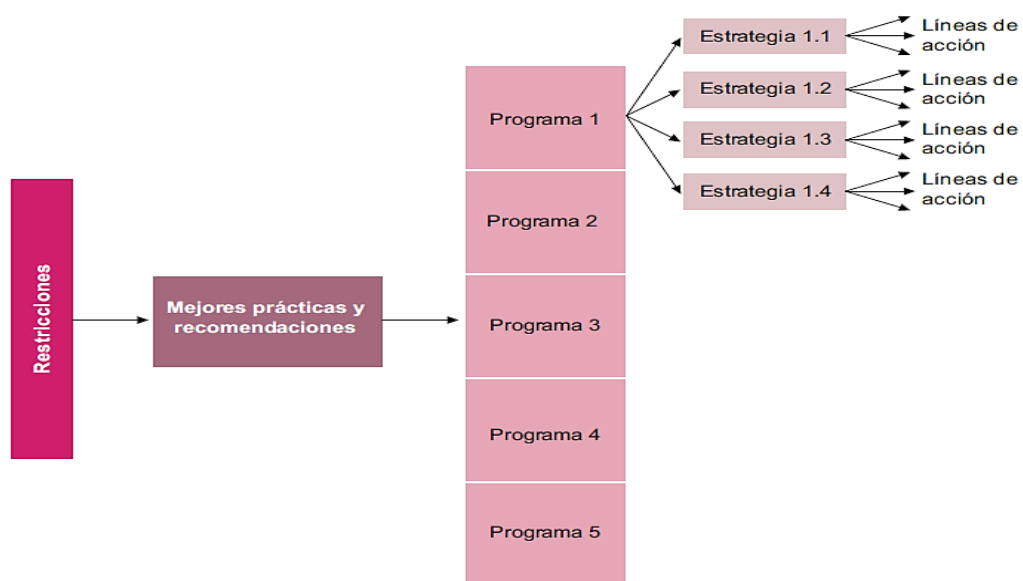 Restricciones
Mejores prácticas y
recomendaciones
Programa 1
Programa 2
Programa 3
Programa 4
Programa 5
Estrategia 1.1
Líneas de
acción
Estrategia 1.2
Líneas de
acción
Estrategia 1.3
Líneas de
acción
Estrategia 1.4
Líneas de
acción